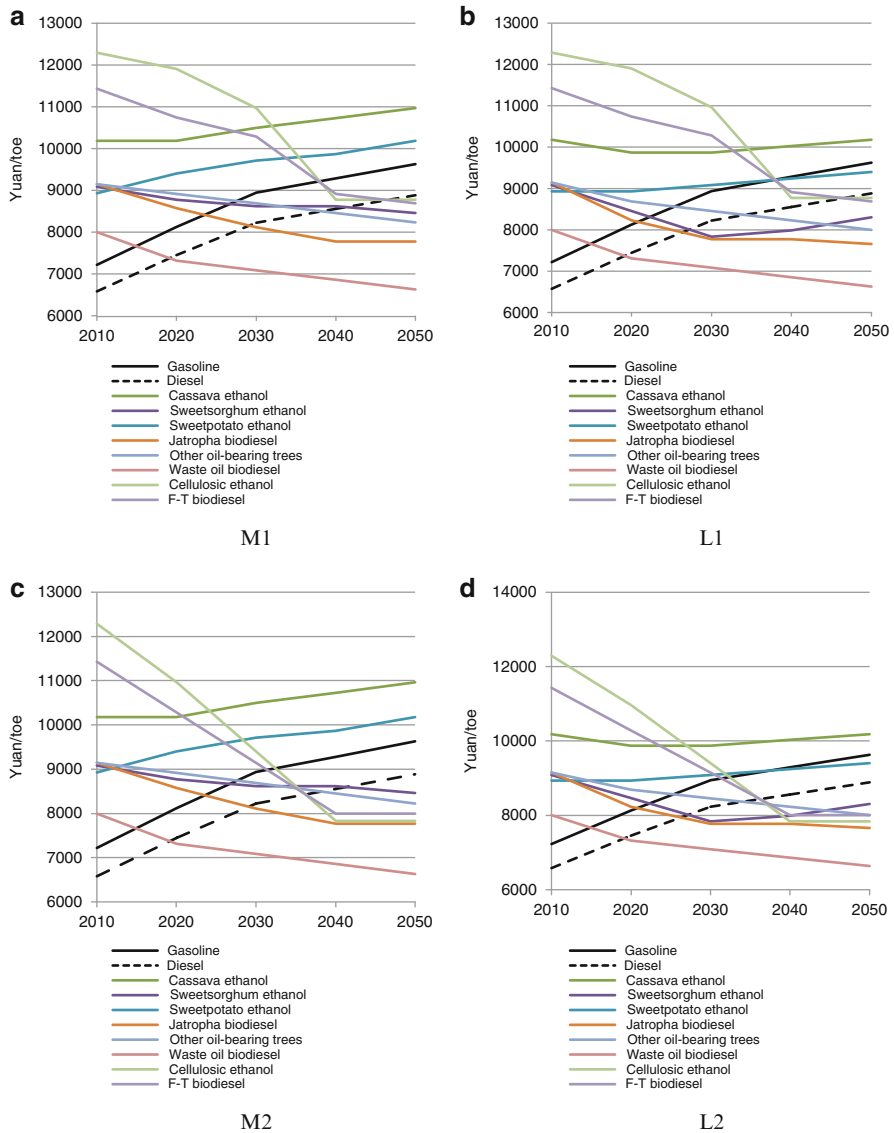 a
13000
12000
11000
10000
9000
8000
7000
6000
Yuan/toe
2010 2020 2030 2040 2050
Gasoline
Diesel
Cassava ethanol
Sweetsorghum ethanol
Sweetpotato ethanol
Jatropha biodiesel
Other oil-bearing trees
Waste oil biodiesel
Cellulosic ethanol
F-T biodiesel
M1
b
13000
12000
11000
10000
9000
8000
7000
6000
Yuan/toe
2010 2020 2030 2040 2050
Gasoline
Diesel
Cassava ethanol
Sweetsorghum ethanol
Sweetpotato ethanol
Jatropha biodiesel
Other oil-bearing trees
Waste oil biodiesel
Cellulosic ethanol
F-T biodiesel
L1
c
13000
12000
11000
10000
9000
8000
7000
6000
Yuan/toe
2010 2020 2030 2040 2050
Gasoline
Diesel
Cassava ethanol
Sweetsorghum ethanol
Sweetpotato ethanol
Jatropha biodiesel
Other oil-bearing trees
Waste oil biodiesel
Cellulosic ethanol
F-T biodiesel
M2
d
14000
12000
10000
8000
6000
Yuan/toe
2010 2020 2030 2040 2050
Gasoline
Diesel
Cassava ethanol
Sweetsorghum ethanol
Sweetpotato ethanol
Jatropha biodiesel
Other oil-bearing trees
Waste oil biodiesel
Cellulosic ethanol
F-T biodiesel
L2